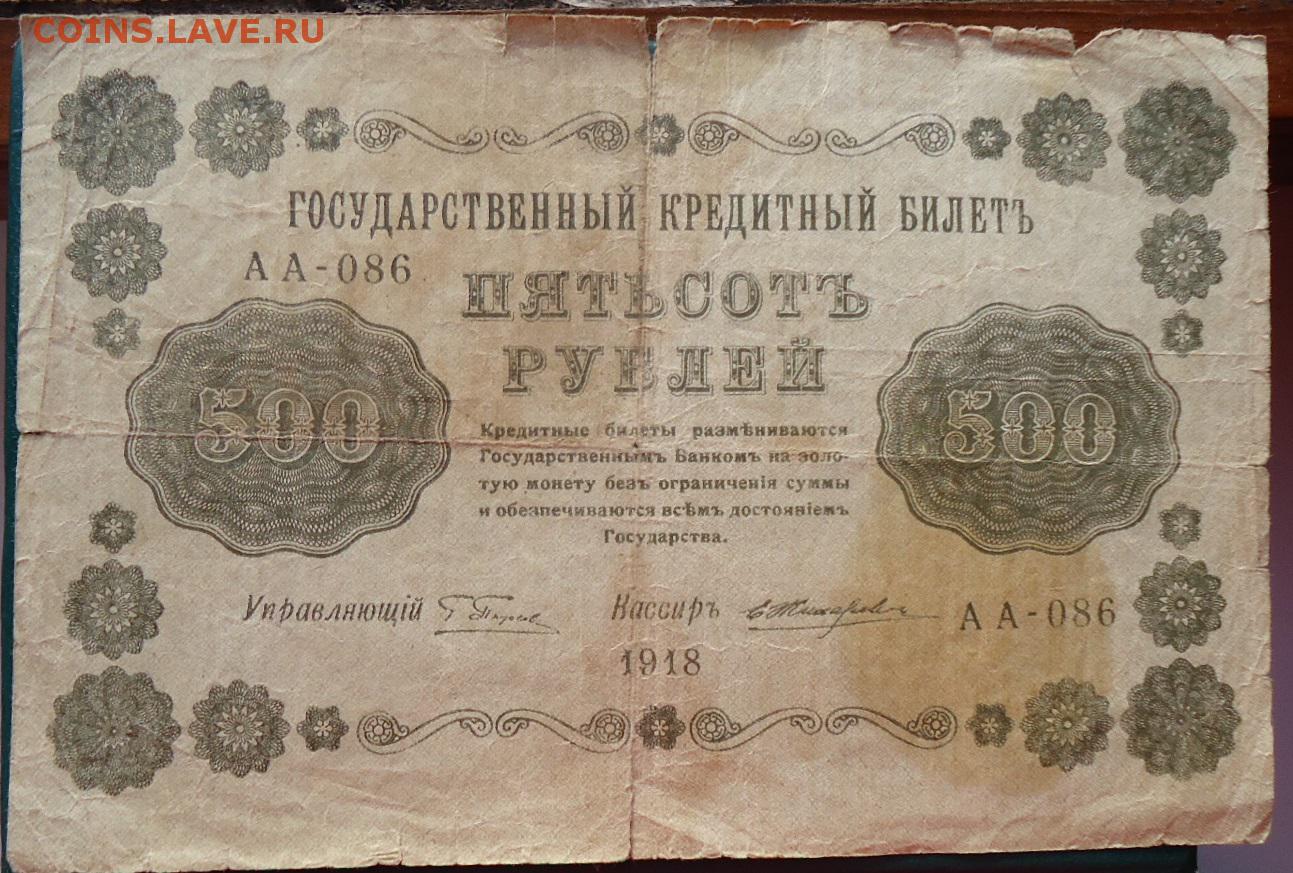 COINS.LAVE.RU
ГОСУДАРСТВЕННЫЙ КРЕДИТНЫЙ БИЛЕТЪ
АА-086
ПЯТЬСОТЪ
РУБЛЕЙ
500
500
Кредитные билеты размѣниваются
Государственнымъ Банкомъ на золо-
тую монету безъ ограниченія суммы
и обезпечиваются всѣмъ достояніемъ
Государства.
Управляющій
Кассиръ
АА-086
1918